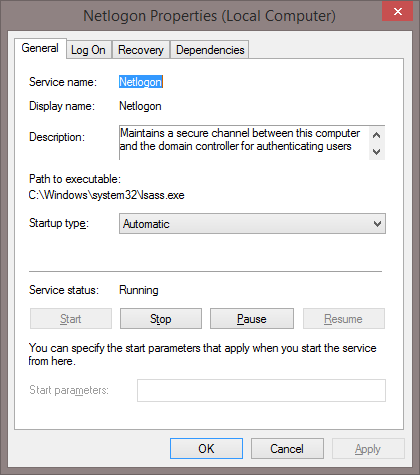 Netlogon Properties (Local Computer)
General Log On Recovery Dependencies
Service name: Netlogon
Display name: Netlogon
Description: Maintains a secure channel between this computer
and the domain controller for authenticating users
Path to executable:
C:\Windows\system32\lsass.exe
Startup type: Automatic
Service status: Running
Start Stop Pause Resume
You can specify the start parameters that apply when you start the service
from here.
Start parameters:
OK Cancel Apply